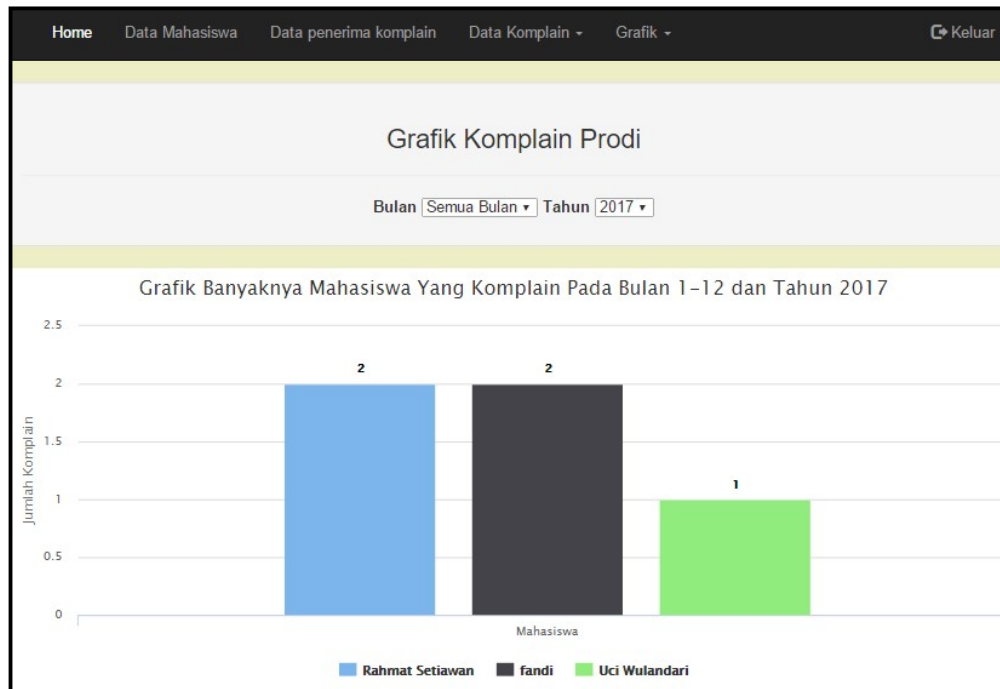 Home Data Mahasiswa Data penerima komplain Data Komplain Grafik Keluar
Grafik Komplain Prodi
Bulan Semua Bulan Tahun 2017
Grafik Banyaknya Mahasiswa Yang Komplain Pada Bulan 1-12 dan Tahun 2017
2.5
2 2
2
1.5
1
1
0.5
0
Jumlah Komplain
Mahasiswa
Rahmat Setiawan fandi Uci Wulandari